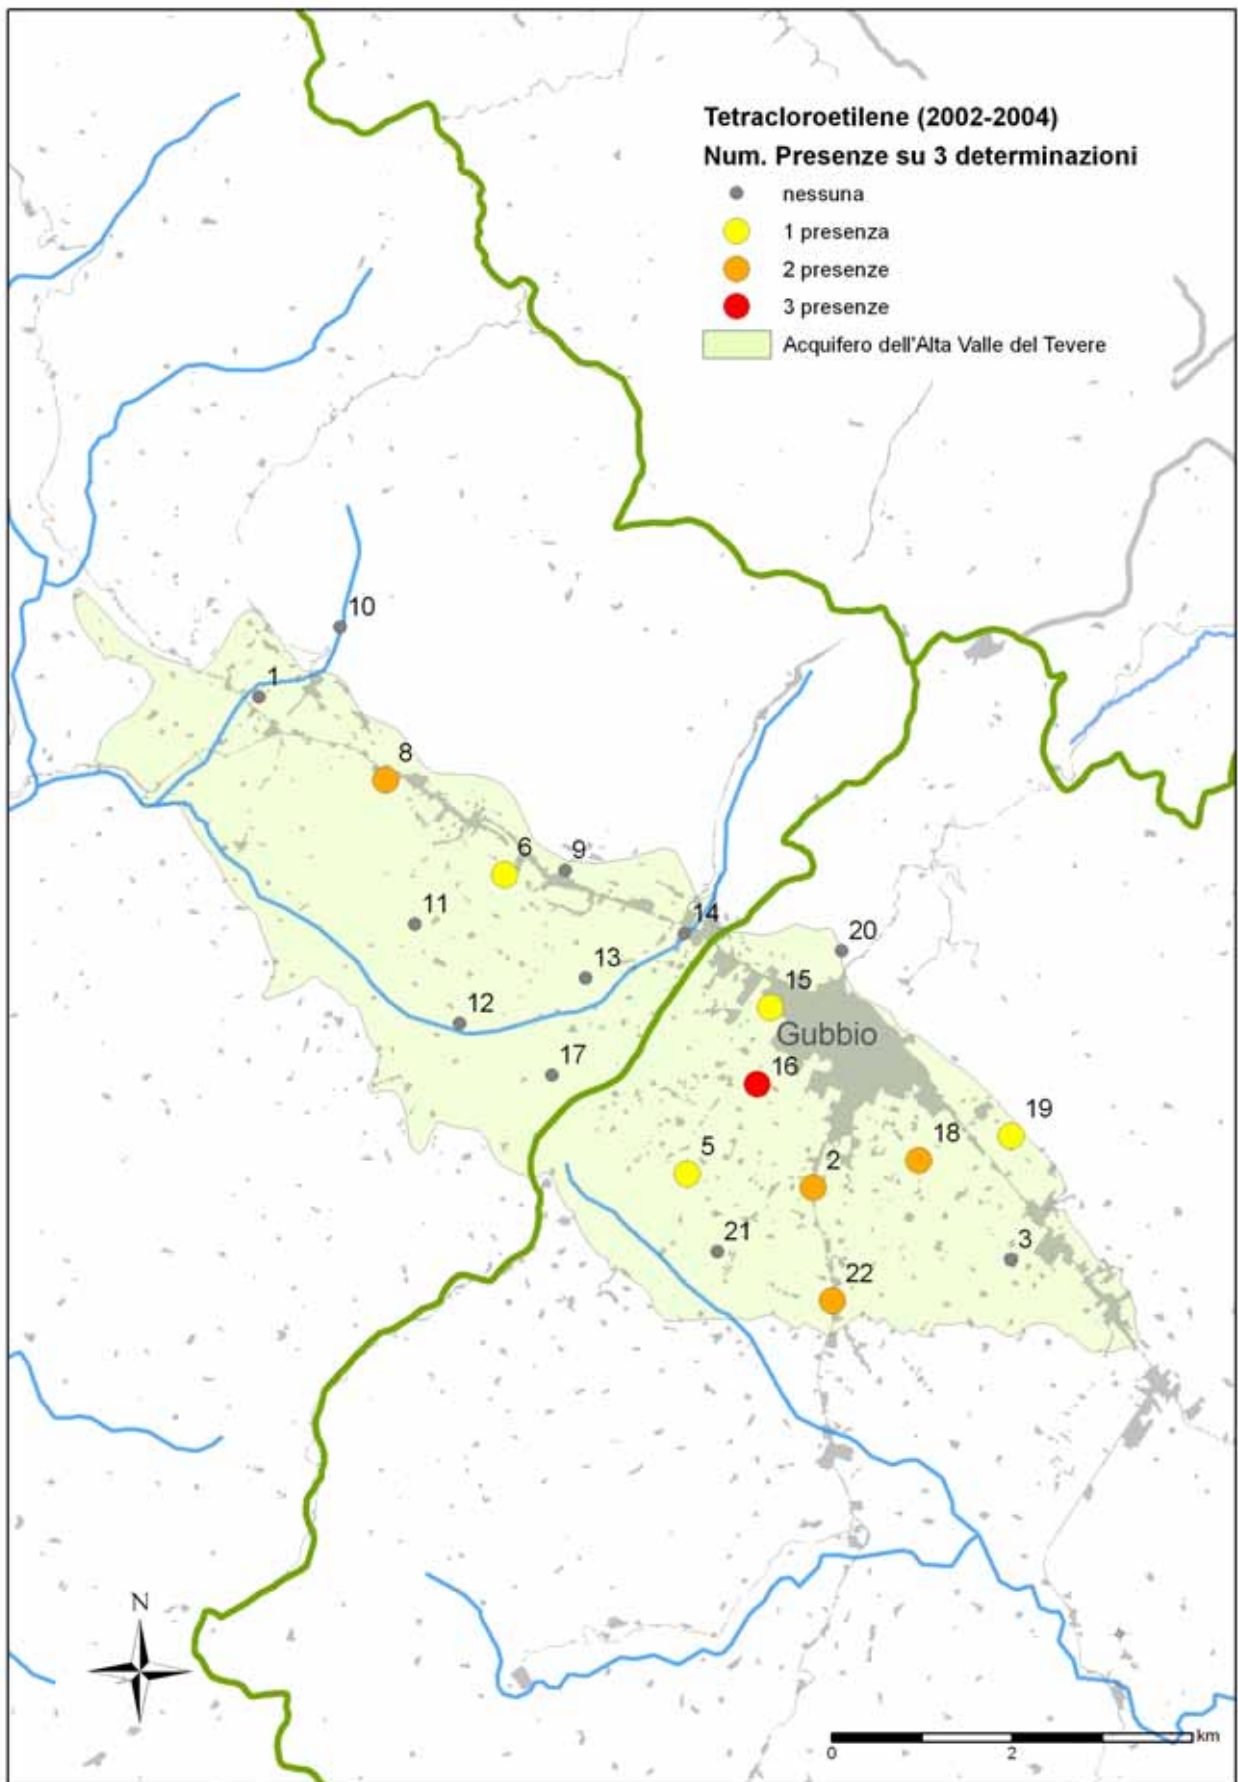 Tetracloroetilene (2002-2004)
Num. Presenze su 3 determinazioni
nessuna
1 presenza
2 presenze
3 presenze
Acquifero dell'Alta Valle del Tevere
10
1
8
6
9
11
14
20
13
15
12
Gubbio
17
16
19
18
5
2
21
3
22
N
km
0
2